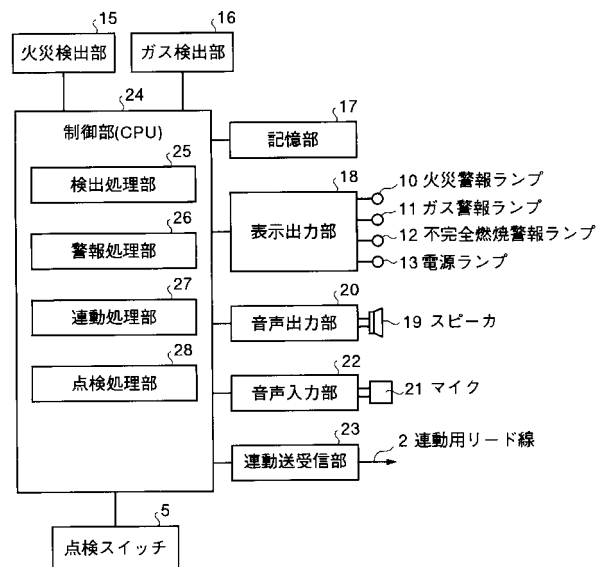 15
16
火災検出部
ガス検出部
24
制御部(CPU)
17
記憶部
25
検出処理部
18
表示出力部
10 火災警報ランプ
11 ガス警報ランプ
12 不完全燃焼警報ランプ
13 電源ランプ
26
警報処理部
27
連動処理部
20
音声出力部
19 スピーカ
28
点検処理部
22
音声入力部
21 マイク
23
連動送受信部
2 連動用リード線
5
点検スイッチ